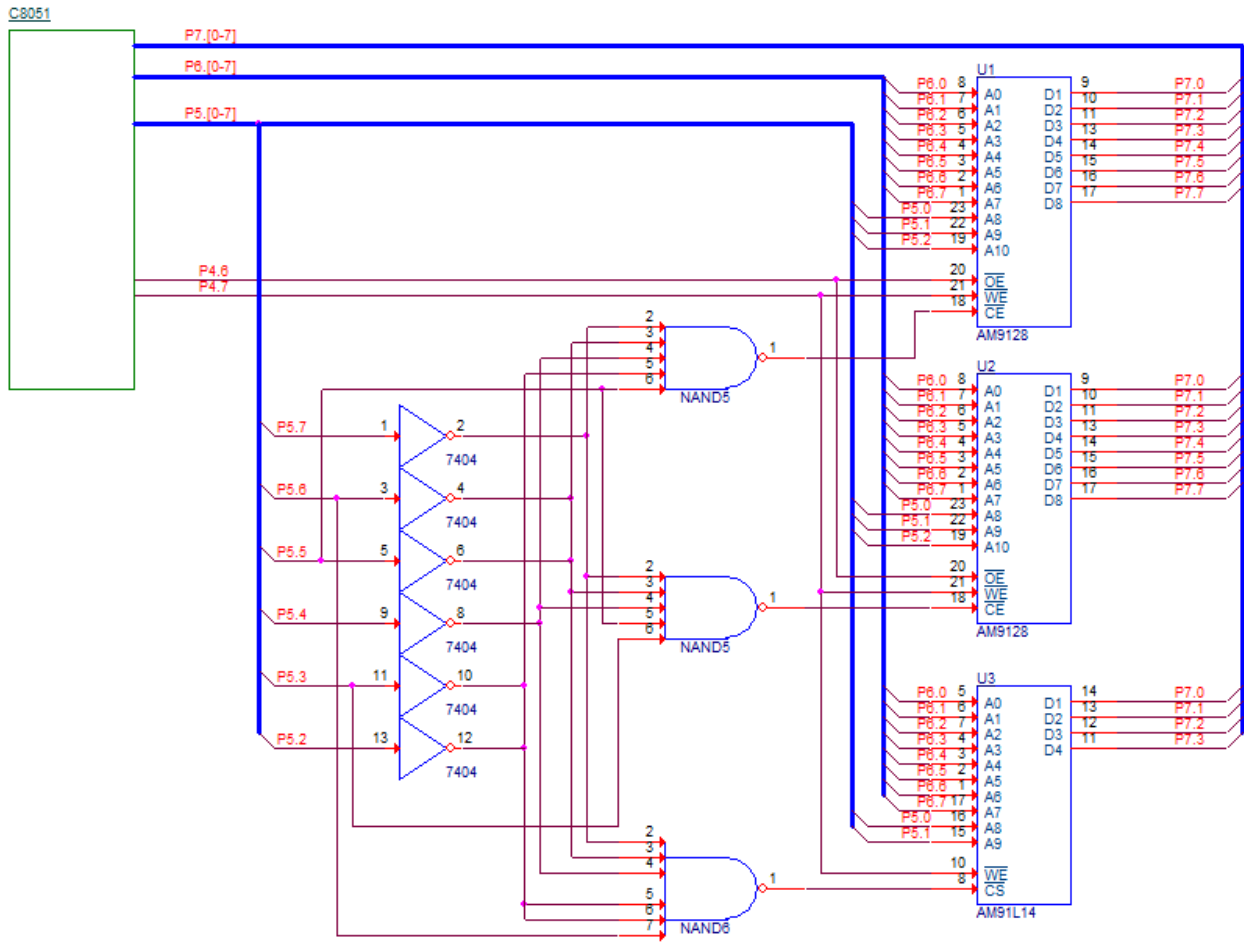 C8051
P7.[0-7]
P6.[0-7]
P5.[0-7]
P4.6
P4.7
U1
P6.0 8 A0 D1 9 P7.0
P6.1 7 A1 D2 10 P7.1
P6.2 6 A2 D3 11 P7.2
P6.3 5 A3 D4 13 P7.3
P6.4 4 A4 D5 14 P7.4
P6.5 3 A5 D6 15 P7.5
P6.6 2 A6 D7 16 P7.6
P6.7 1 A7 D8 17 P7.7
P5.0 23 A8
P5.1 22 A9
P5.2 19 A10
20 OE
21 WE
18 CE
AM9128
2
3
4
5
6
1
NAND5
U2
P6.0 8 A0 D1 9 P7.0
P6.1 7 A1 D2 10 P7.1
P6.2 6 A2 D3 11 P7.2
P6.3 5 A3 D4 13 P7.3
P6.4 4 A4 D5 14 P7.4
P6.5 3 A5 D6 15 P7.5
P6.6 2 A6 D7 16 P7.6
P6.7 1 A7 D8 17 P7.7
P5.0 23 A8
P5.1 22 A9
P5.2 19 A10
20 OE
21 WE
18 CE
AM9128
P5.7 1 2
7404
P5.6 3 4
7404
P5.5 5 6
7404
P5.4 9 8
7404
P5.3 11 10
7404
P5.2 13 12
7404
2
3
4
5
6
1
NAND5
U3
P6.0 5 A0 D1 14 P7.0
P6.1 6 A1 D2 13 P7.1
P6.2 7 A2 D3 12 P7.2
P6.3 4 A3 D4 11 P7.3
P6.4 3 A4
P6.5 2 A5
P6.6 1 A6
P6.7 17 A7
P5.0 16 A8
P5.1 15 A9
10 WE
8 CS
AM91L14
2
3
4
5
6
7
1
NAND6